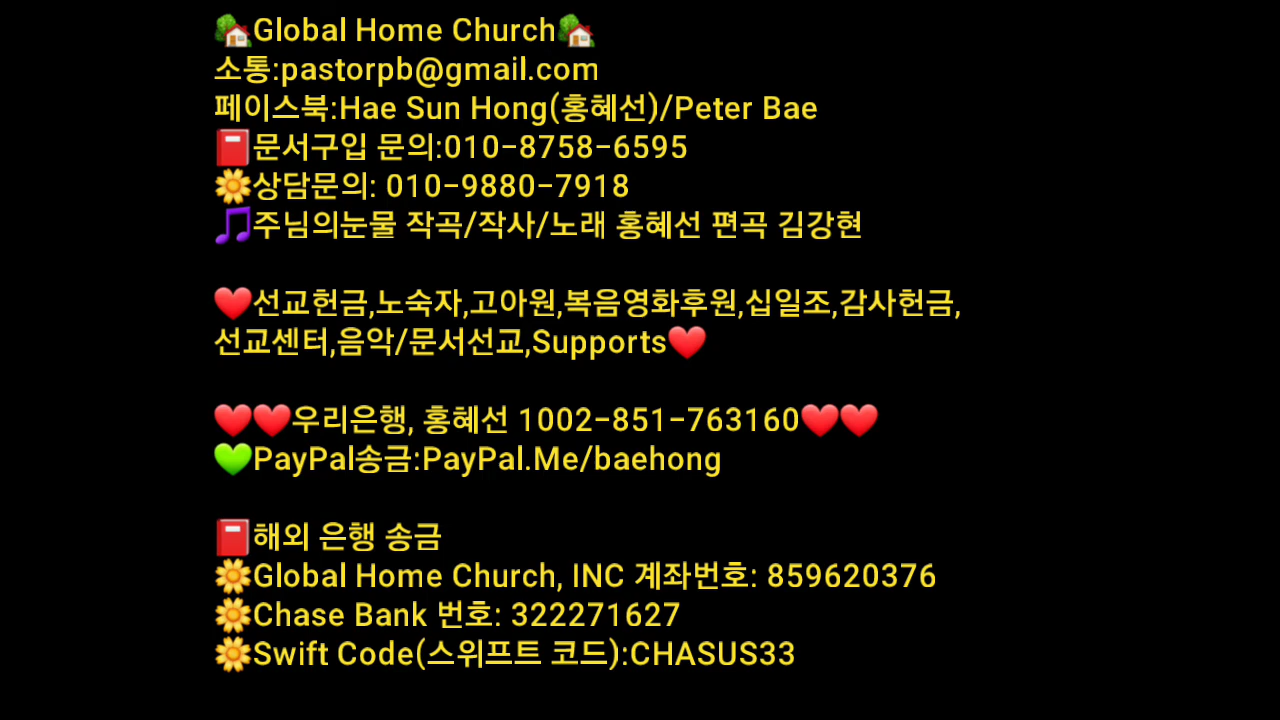 🏡Global Home Church🏡
소통:pastorpb@gmail.com
페이스북:Hae Sun Hong(홍혜선)/Peter Bae
📕문서구입 문의:010-8758-6595
🌼상담문의: 010-9880-7918
🎵주님의눈물 작곡/작사/노래 홍혜선 편곡 김강현
❤️선교헌금,노숙자,고아원,복음영화후원,십일조,감사헌금,
선교센터,음악/문서선교,Supports❤️
❤️❤️우리은행, 홍혜선 1002-851-763160❤️❤️
💚PayPal송금:PayPal.Me/baehong
📕해외 은행 송금
🌼Global Home Church, INC 계좌번호: 859620376
🌼Chase Bank 번호: 322271627
🌼Swift Code(스위프트 코드):CHASUS33